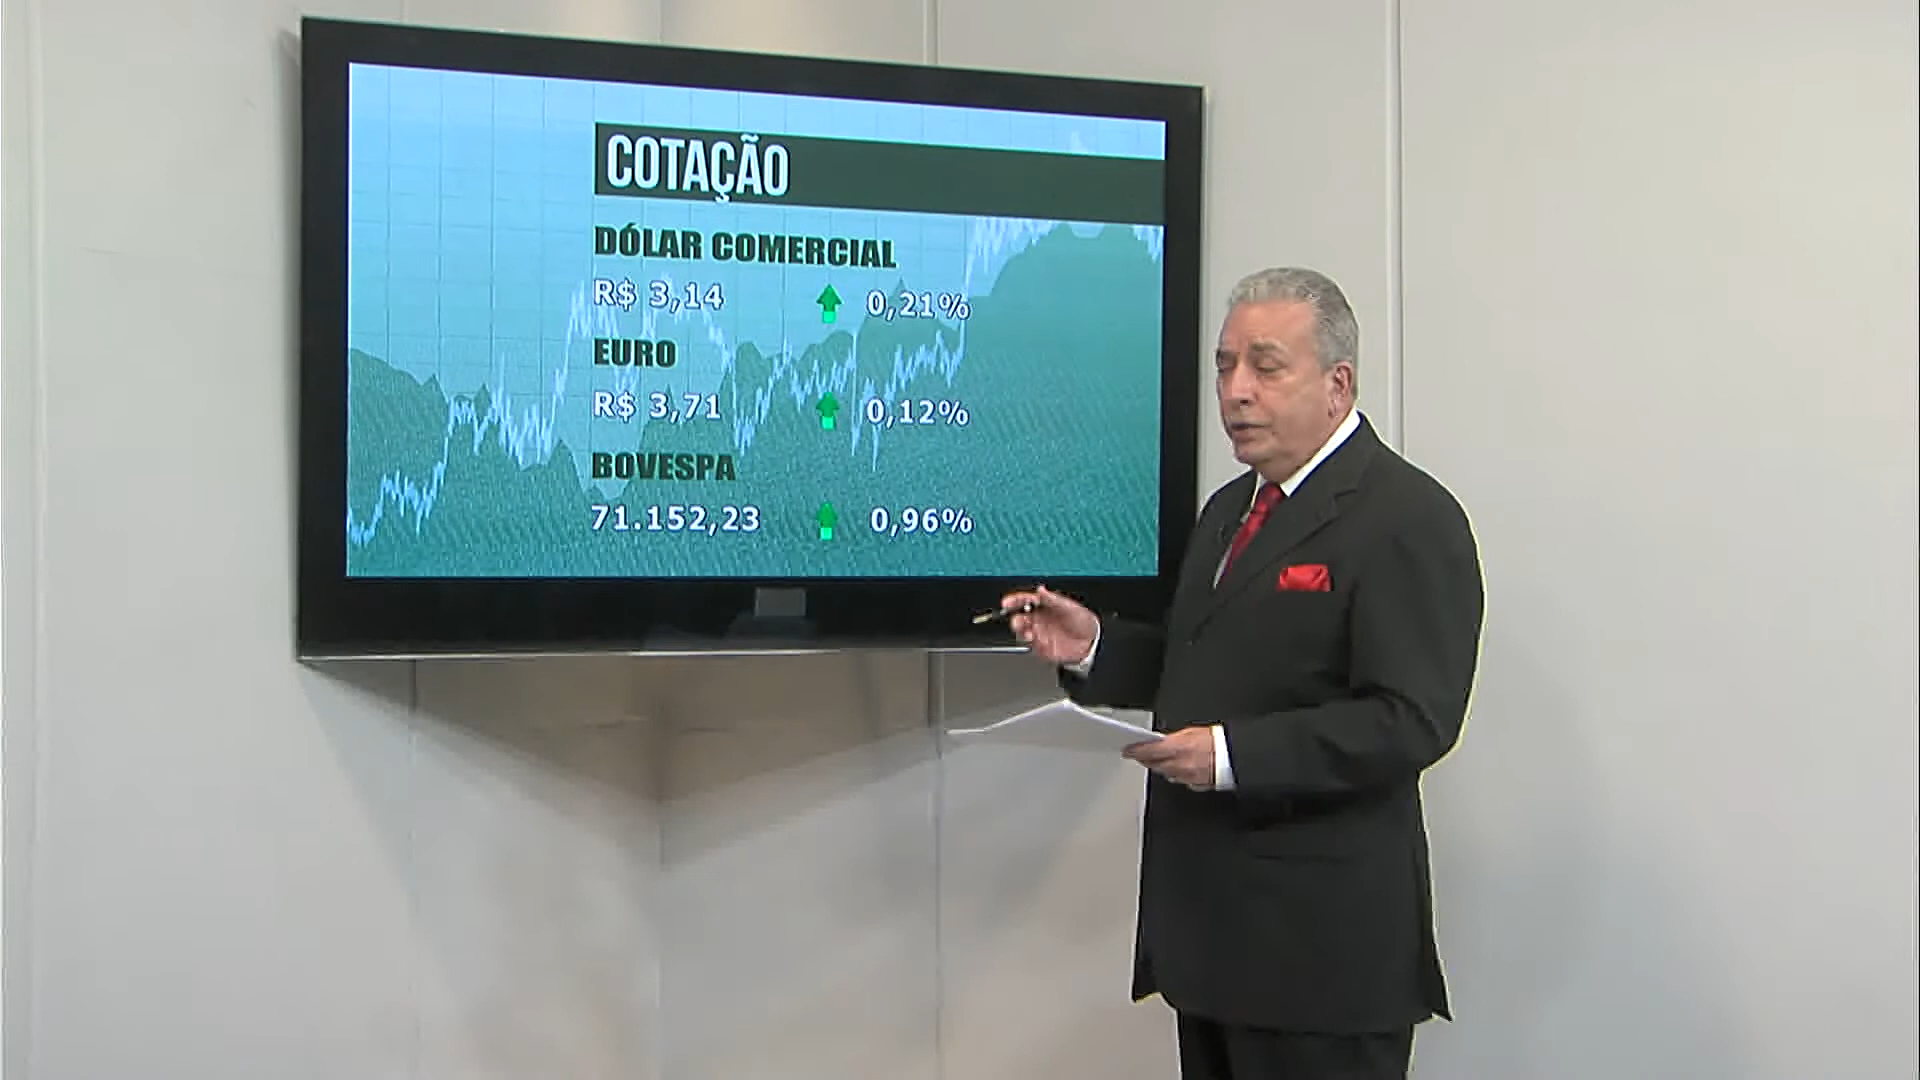 COTAÇÃO
DÓLAR COMERCIAL
R$ 3,14 0,21%
EURO
R$ 3,71 0,12%
BOVESPA
71.152,23 0,96%